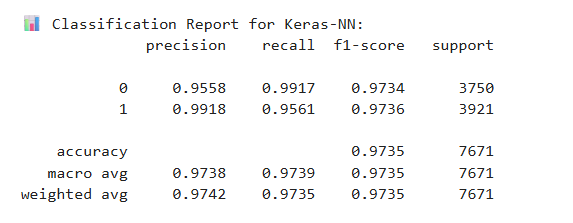 📊 Classification Report for Keras-NN:
precision recall f1-score support
0 0.9558 0.9917 0.9734 3750
1 0.9918 0.9561 0.9736 3921
accuracy 0.9735 7671
macro avg 0.9738 0.9739 0.9735 7671
weighted avg 0.9742 0.9735 0.9735 7671